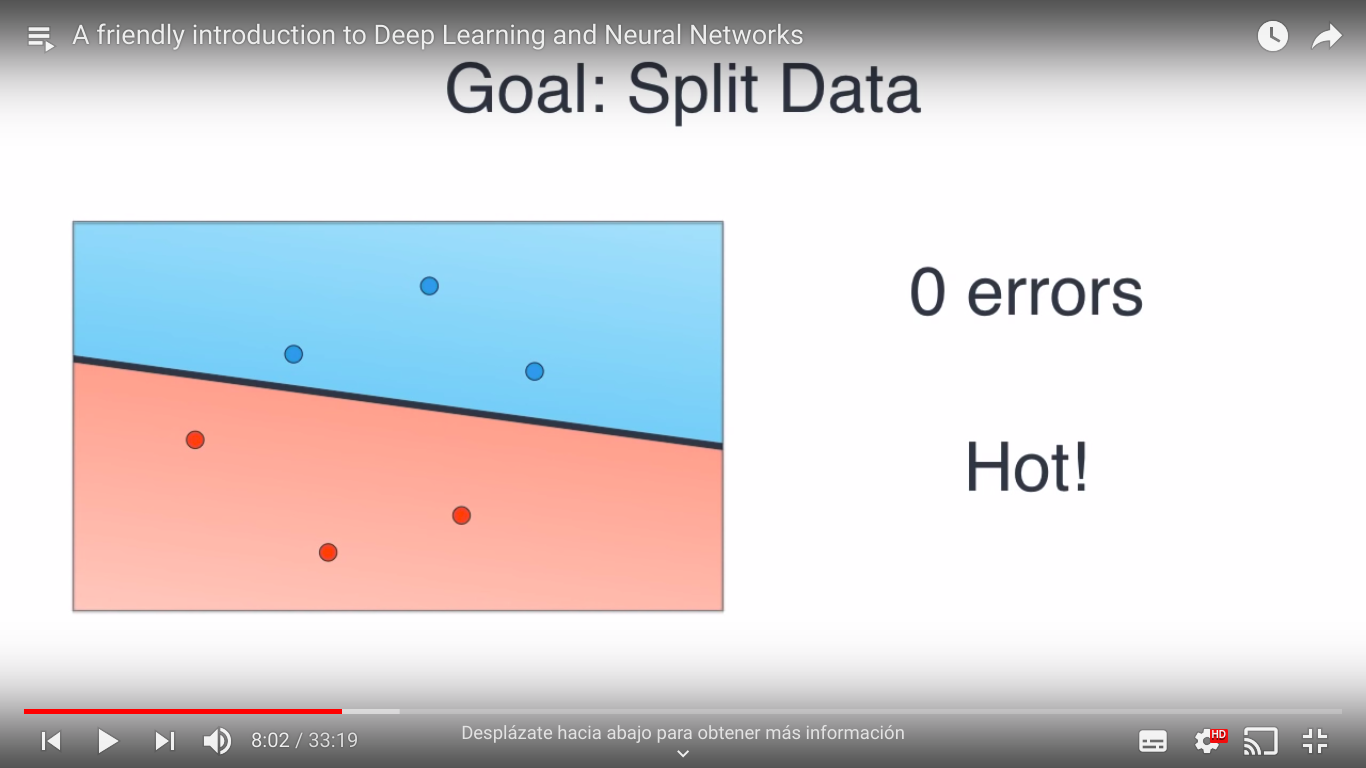 A friendly introduction to Deep Learning and Neural Networks
Goal: Split Data
0 errors
Hot!
8:02 / 33:19
Desplázate hacia abajo para obtener más información
HD